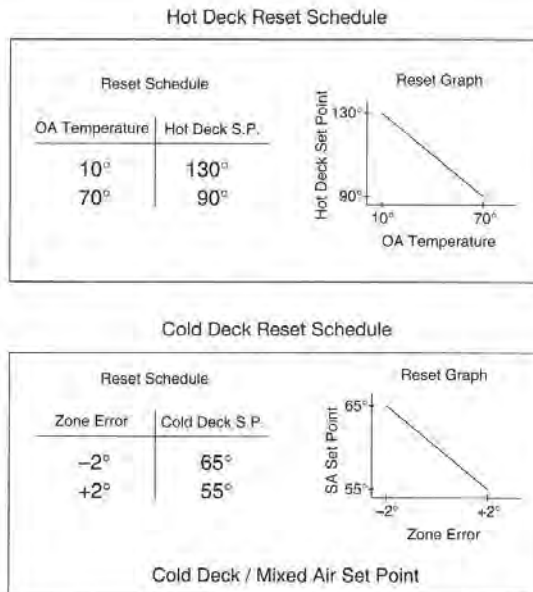 Hot Deck Reset Schedule
Reset Schedule
OA Temperature Hot Deck S.P.
10° 130°
70° 90°
Reset Graph
Hot Deck Set Point
130°
90°
10° 70°
OA Temperature
Cold Deck Reset Schedule
Reset Schedule
Zone Error Cold Deck S.P.
−2° 65°
+2° 55°
Reset Graph
SA Set Point
65°
55°
−2° +2°
Zone Error
Cold Deck / Mixed Air Set Point